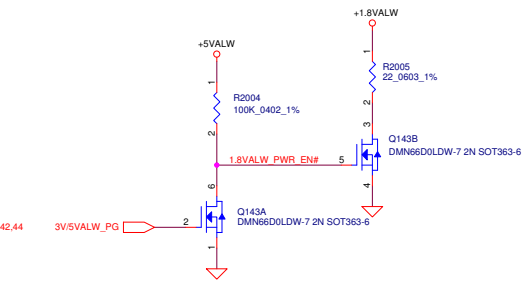 +1.8VALW
+5VALW
1
R2005
22_0603_1%
2
1
R2004
100K_0402_1%
2
3
Q143B
DMN66D0LDW-7 2N SOT363-6
1.8VALW_PWR_EN#
5
4
6
Q143A
DMN66D0LDW-7 2N SOT363-6
42,44
3V/5VALW_PG
2
1